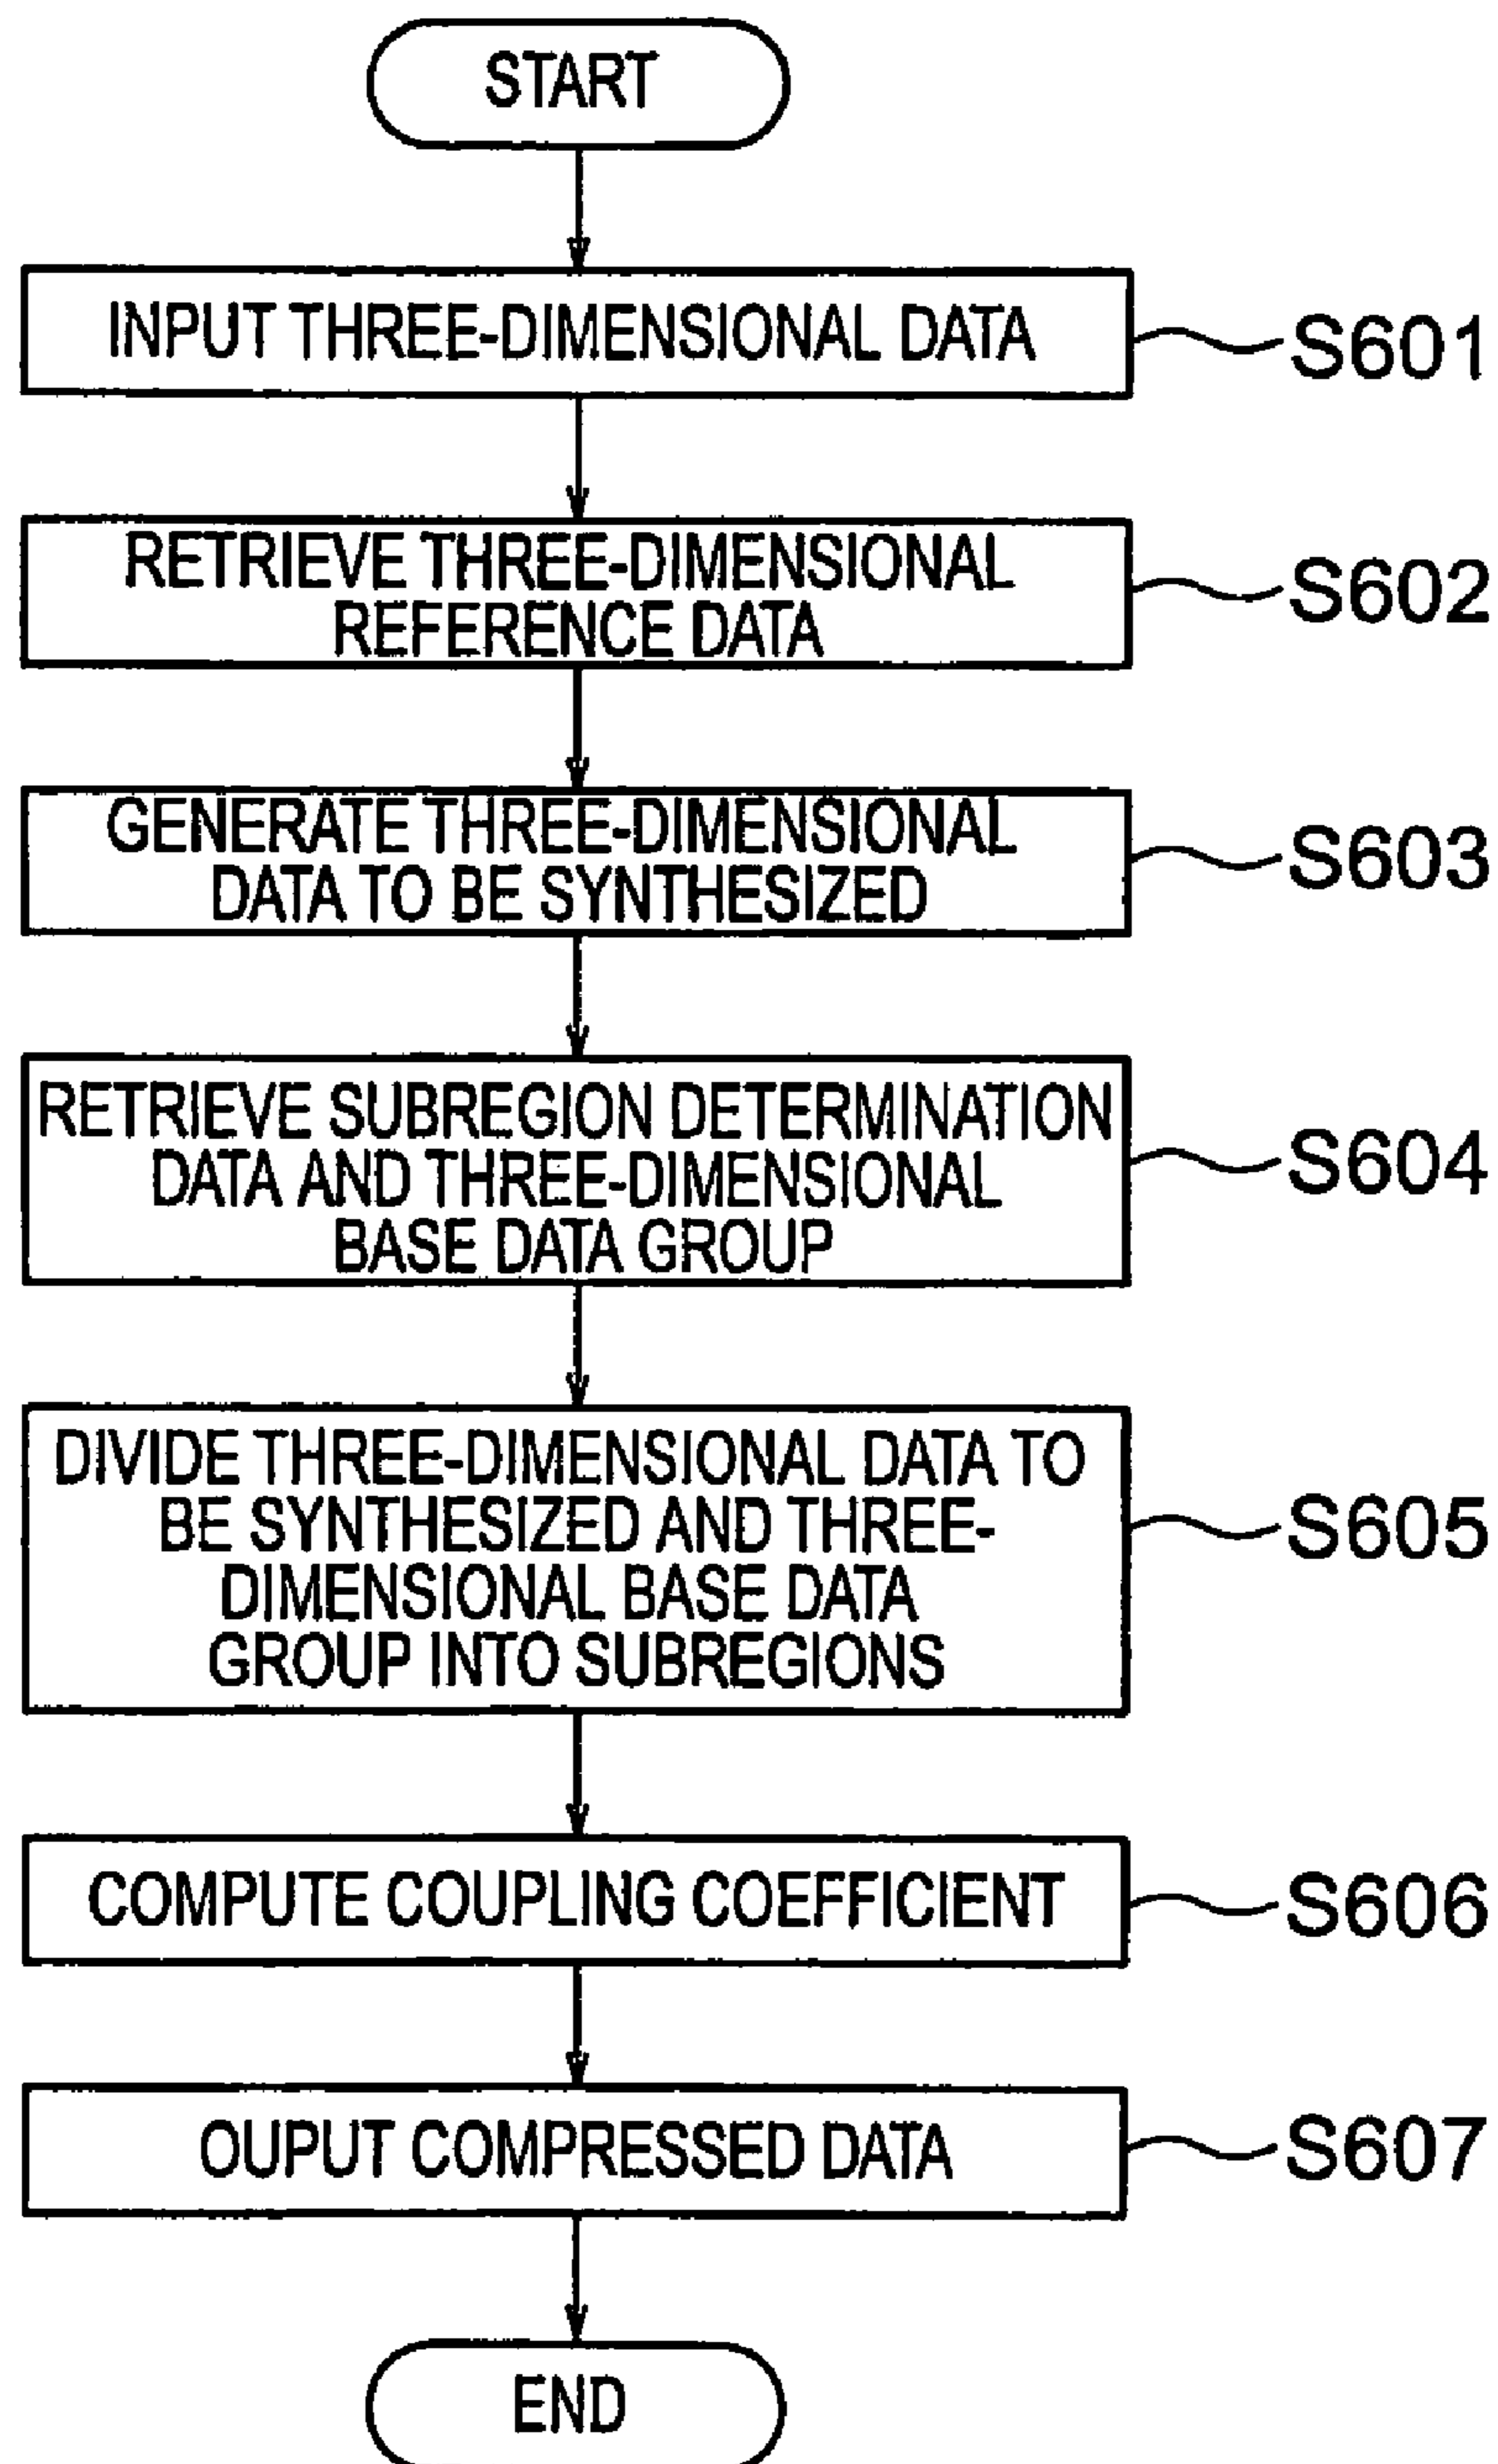 START
INPUT THREE-DIMENSIONAL DATA
S601
RETRIEVE THREE-DIMENSIONAL
REFERENCE DATA
S602
GENERATE THREE-DIMENSIONAL
DATA TO BE SYNTHESIZED
S603
RETRIEVE SUBREGION DETERMINATION
DATA AND THREE-DIMENSIONAL
BASE DATA GROUP
S604
DIVIDE THREE-DIMENSIONAL DATA TO
BE SYNTHESIZED AND THREE-
DIMENSIONAL BASE DATA
GROUP INTO SUBREGIONS
S605
COMPUTE COUPLING COEFFICIENT
S606
OUPUT COMPRESSED DATA
S607
END